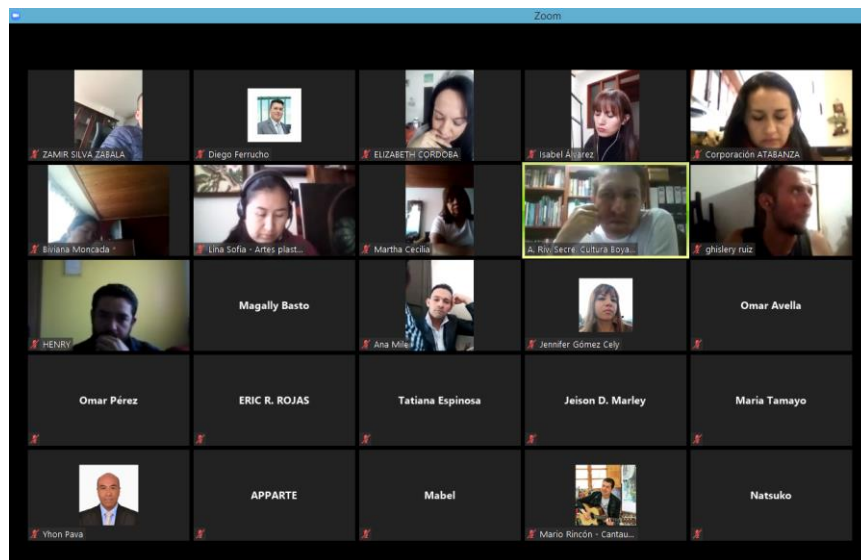 Zoom
ZAMIR SILVA ZABALA
Diego Ferrucho
ELIZABETH CORDOBA
Isabel Álvarez
Corporación ATABANZA
Biviana Moncada
Lina Sofia - Artes plast...
Martha Cecilia
A. Riv. Secre. Cultura Boya...
ghislery ruiz
HENRY
Magally Basto
Ana Mile
Jennifer Gómez Cely
Omar Avella
Omar Pérez
ERIC R. ROJAS
Tatiana Espinosa
Jeison D. Marley
Maria Tamayo
Yhon Pava
APPARTE
Mabel
Mario Rincón - Cantau...
Natsuko